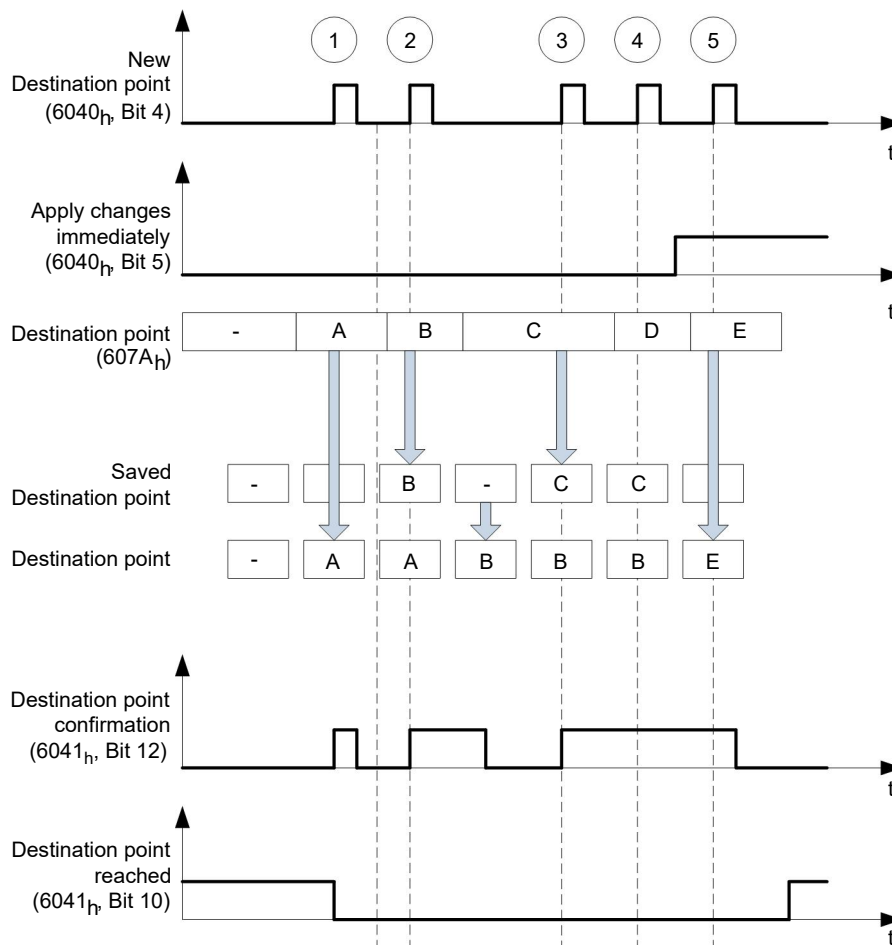 1 2 3 4 5
New
Destination point
(6040h, Bit 4)
t
Apply changes
immediately
(6040h, Bit 5)
t
Destination point
(607Ah)
- A B C D E
Saved
Destination point
- B - C C
Destination point
- A A B B B E
Destination point
confirmation
(6041h, Bit 12)
t
Destination point
reached
(6041h, Bit 10)
t